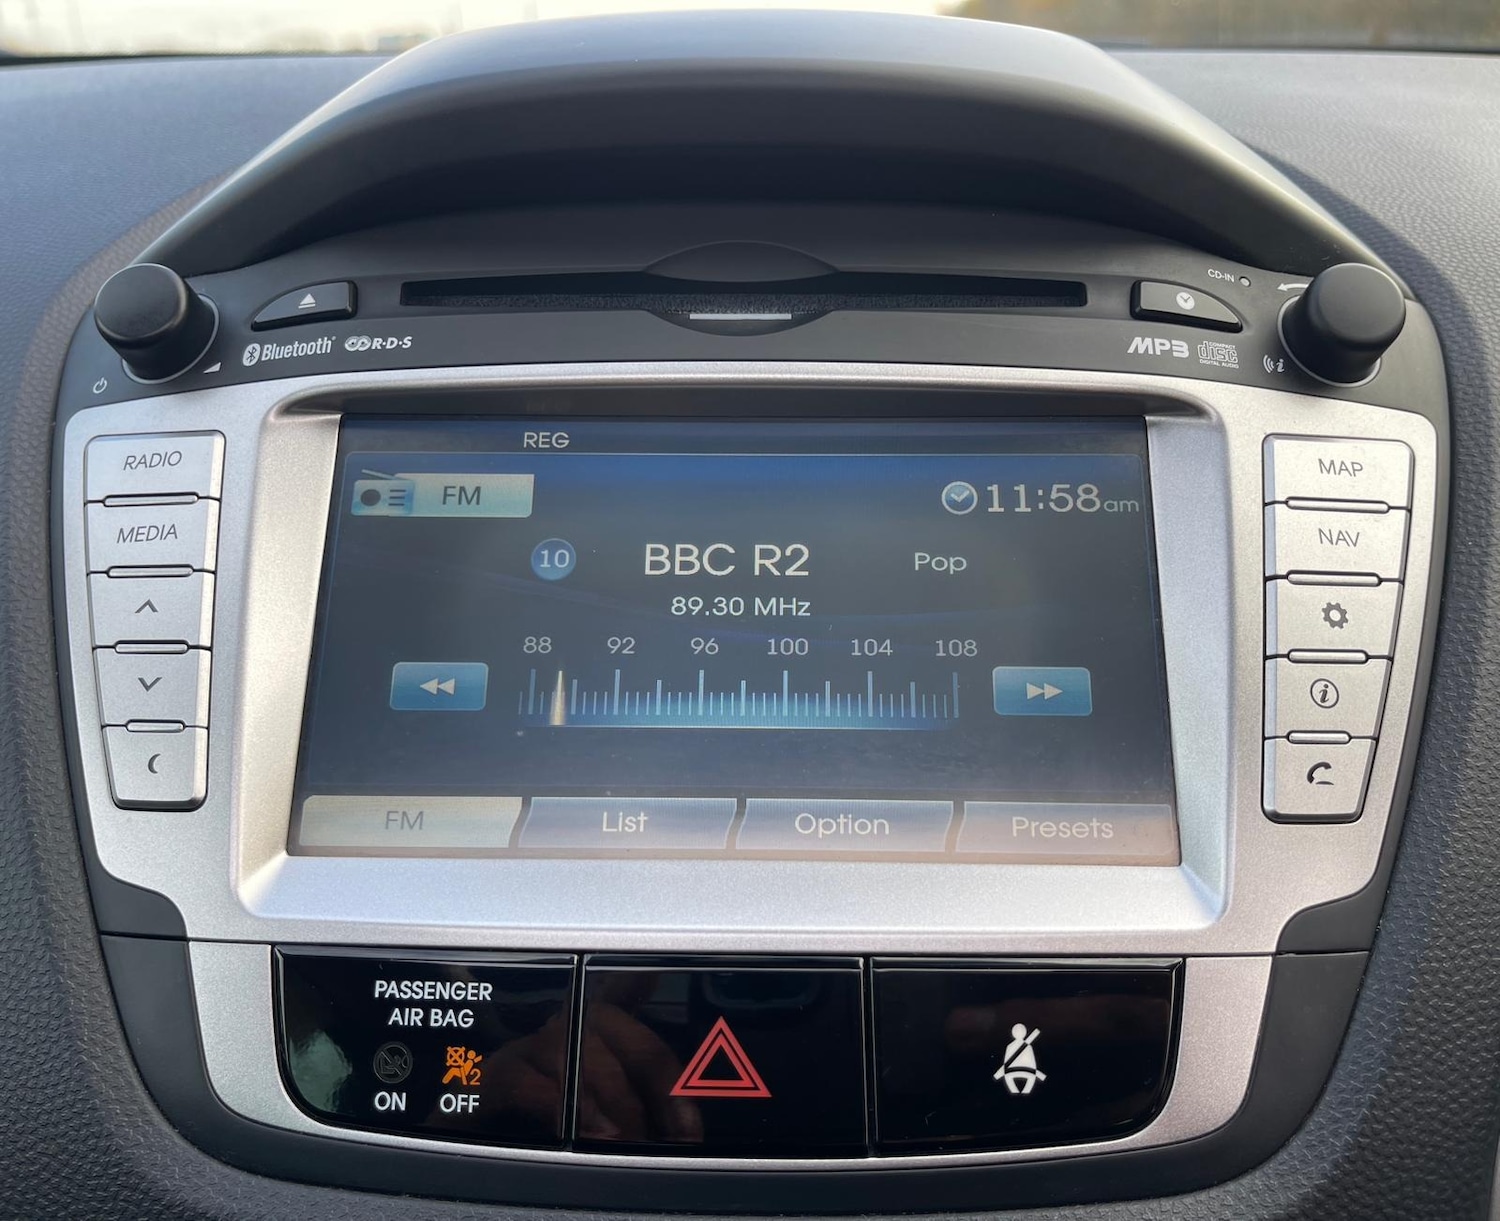 CD-IN
Bluetooth® R·D·S
MP3 COMPACT disc DIGITAL AUDIO
RADIO
MEDIA
MAP
NAV
REG
FM
11:58am
10 BBC R2 Pop
89.30 MHz
88 92 96 100 104 108
FM List Option Presets
PASSENGER
AIR BAG
2
ON OFF